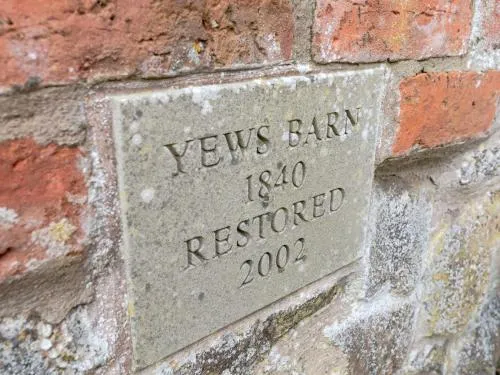 YEWS BARN
1840
RESTORED
2002